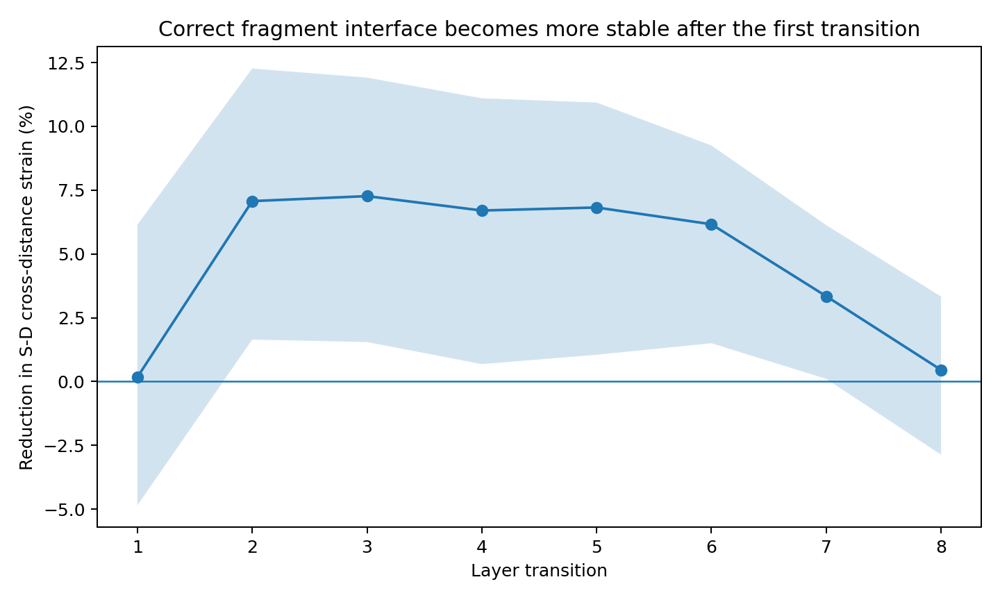 Correct fragment interface becomes more stable after the first transition
Reduction in S-D cross-distance strain (%)
12.5
10.0
7.5
5.0
2.5
0.0
−2.5
−5.0
1 2 3 4 5 6 7 8
Layer transition